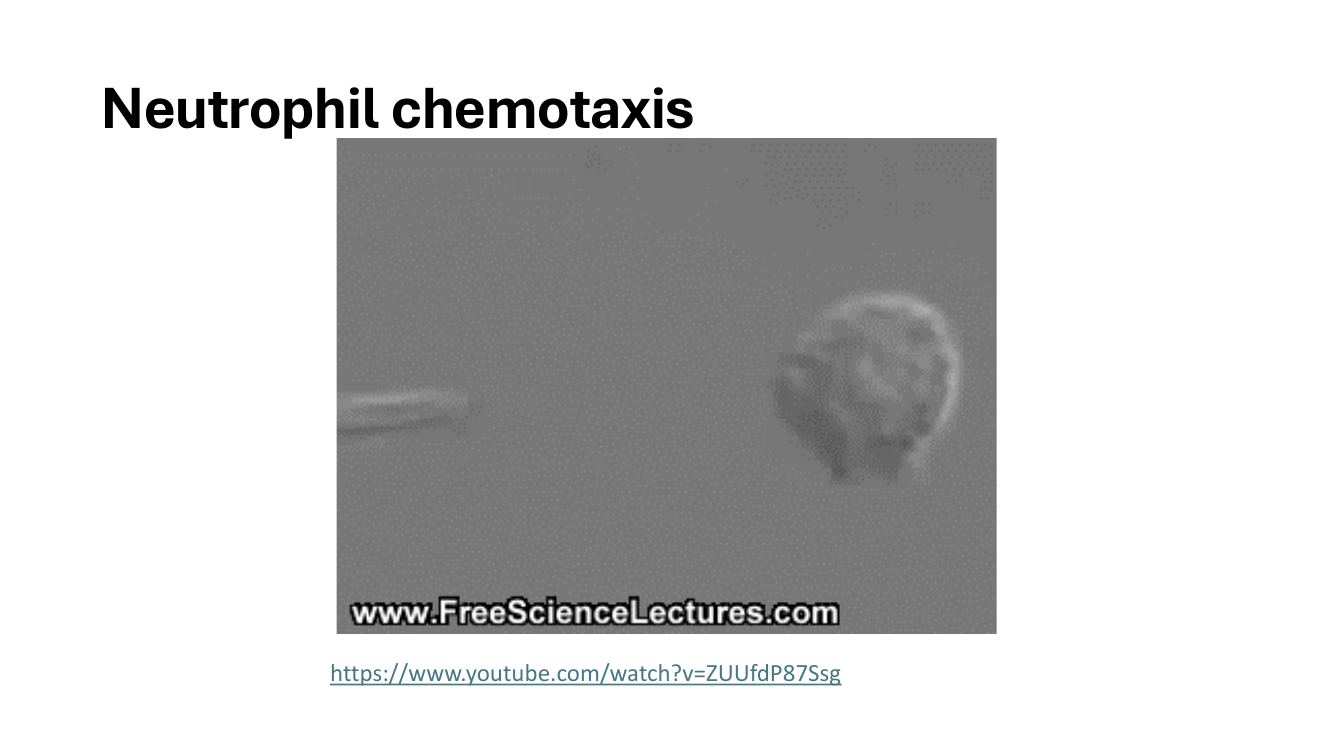 Neutrophil chemotaxis
www.FreeScienceLectures.com
https://www.youtube.com/watch?v=ZUUfdP87Ssg